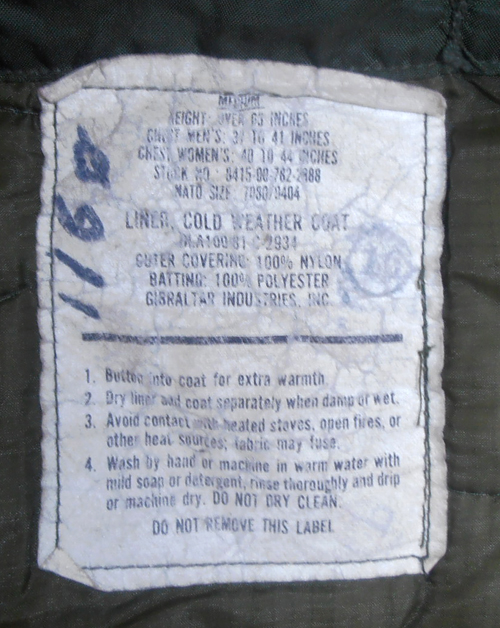 MEDIUM
HEIGHT: OVER 63 INCHES
CHEST MEN'S: 37 TO 41 INCHES
CHEST WOMEN'S: 40 TO 44 INCHES
STOCK NO.: 8415-00-782-2888
NATO SIZE: 7080/9404
LINER, COLD WEATHER COAT
DLA100-81-C-2934
OUTER COVERING: 100% NYLON
BATTING: 100% POLYESTER
GIBRALTAR INDUSTRIES, INC.
1. Button into coat for extra warmth.
2. Dry liner and coat separately when damp or wet.
3. Avoid contact with heated stoves, open fires, or
other heat sources; fabric may fuse.
4. Wash by hand or machine in warm water with
mild soap or detergent, rinse thoroughly and drip
or machine dry. DO NOT DRY CLEAN.
DO NOT REMOVE THIS LABEL